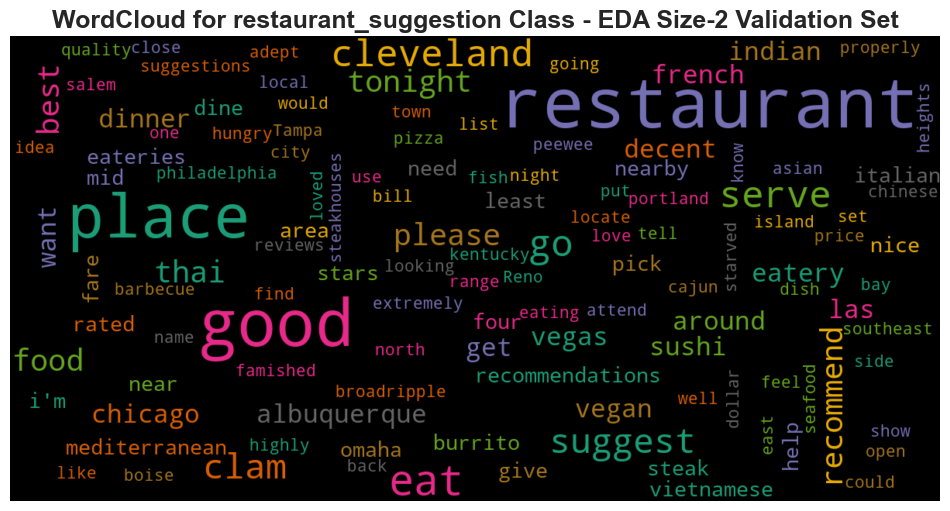 WordCloud for restaurant_suggestion Class - EDA Size-2 Validation Set
quality close adept cleveland going indian properly
suggestions
salem local tonight french
best dinner dine would town list restaurant heights
one hungry Tampa pizza peewee decent know
idea eateries city need nearby asian italian
mid philadelphia loved steakhouses use fish night put portland chinese
want place bill least serve
area locate island set
reviews please go love tell starved price nice
fare thai stars looking kentucky pick eatery
barbecue find range Reno cajun dish bay
rated good extremely eating attend around las
name four southeast
food north get vegas sushi recommend side
near famished recommendations
i'm broadripple vegan well dollar feel seafood
chicago albuquerque east help show
mediterranean highly omaha burrito suggest open
like boise clam back eat give steak could
vietnamese